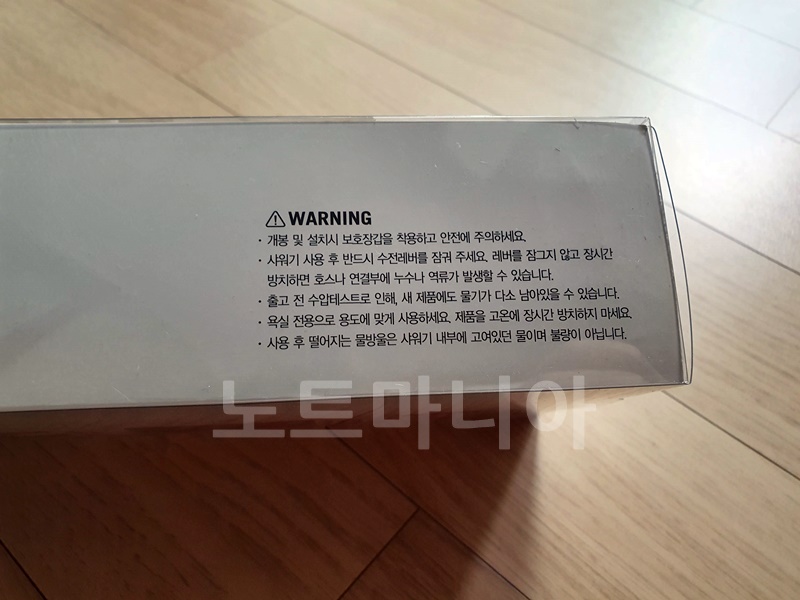 ⚠ WARNING
· 개봉 및 설치시 보호장갑을 착용하고 안전에 주의하세요.
· 샤워기 사용 후 반드시 수전레버를 잠궈 주세요. 레버를 잠그지 않고 장시간
방치하면 호스나 연결부에 누수나 역류가 발생할 수 있습니다.
· 출고 전 수압테스트로 인해, 새 제품에도 물기가 다소 남아있을 수 있습니다.
· 욕실 전용으로 용도에 맞게 사용하세요. 제품을 고온에 장시간 방치하지 마세요.
· 사용 후 떨어지는 물방울은 샤워기 내부에 고여있던 물이며 불량이 아닙니다.
노트마니아